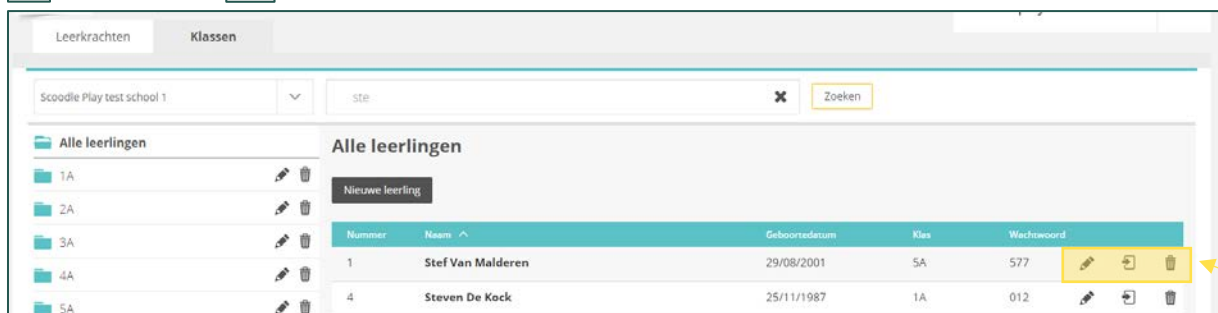 Leerkrachten Klassen
Scoodle Play test school 1 ste Zoeken
Alle leerlingen
1A
2A
3A
4A
5A
Alle leerlingen
Nieuwe leerling
Nummer Naam Geboortedatum Klas Wachtwoord
1 Stef Van Malderen 29/08/2001 5A 577
4 Steven De Kock 25/11/1987 1A 012